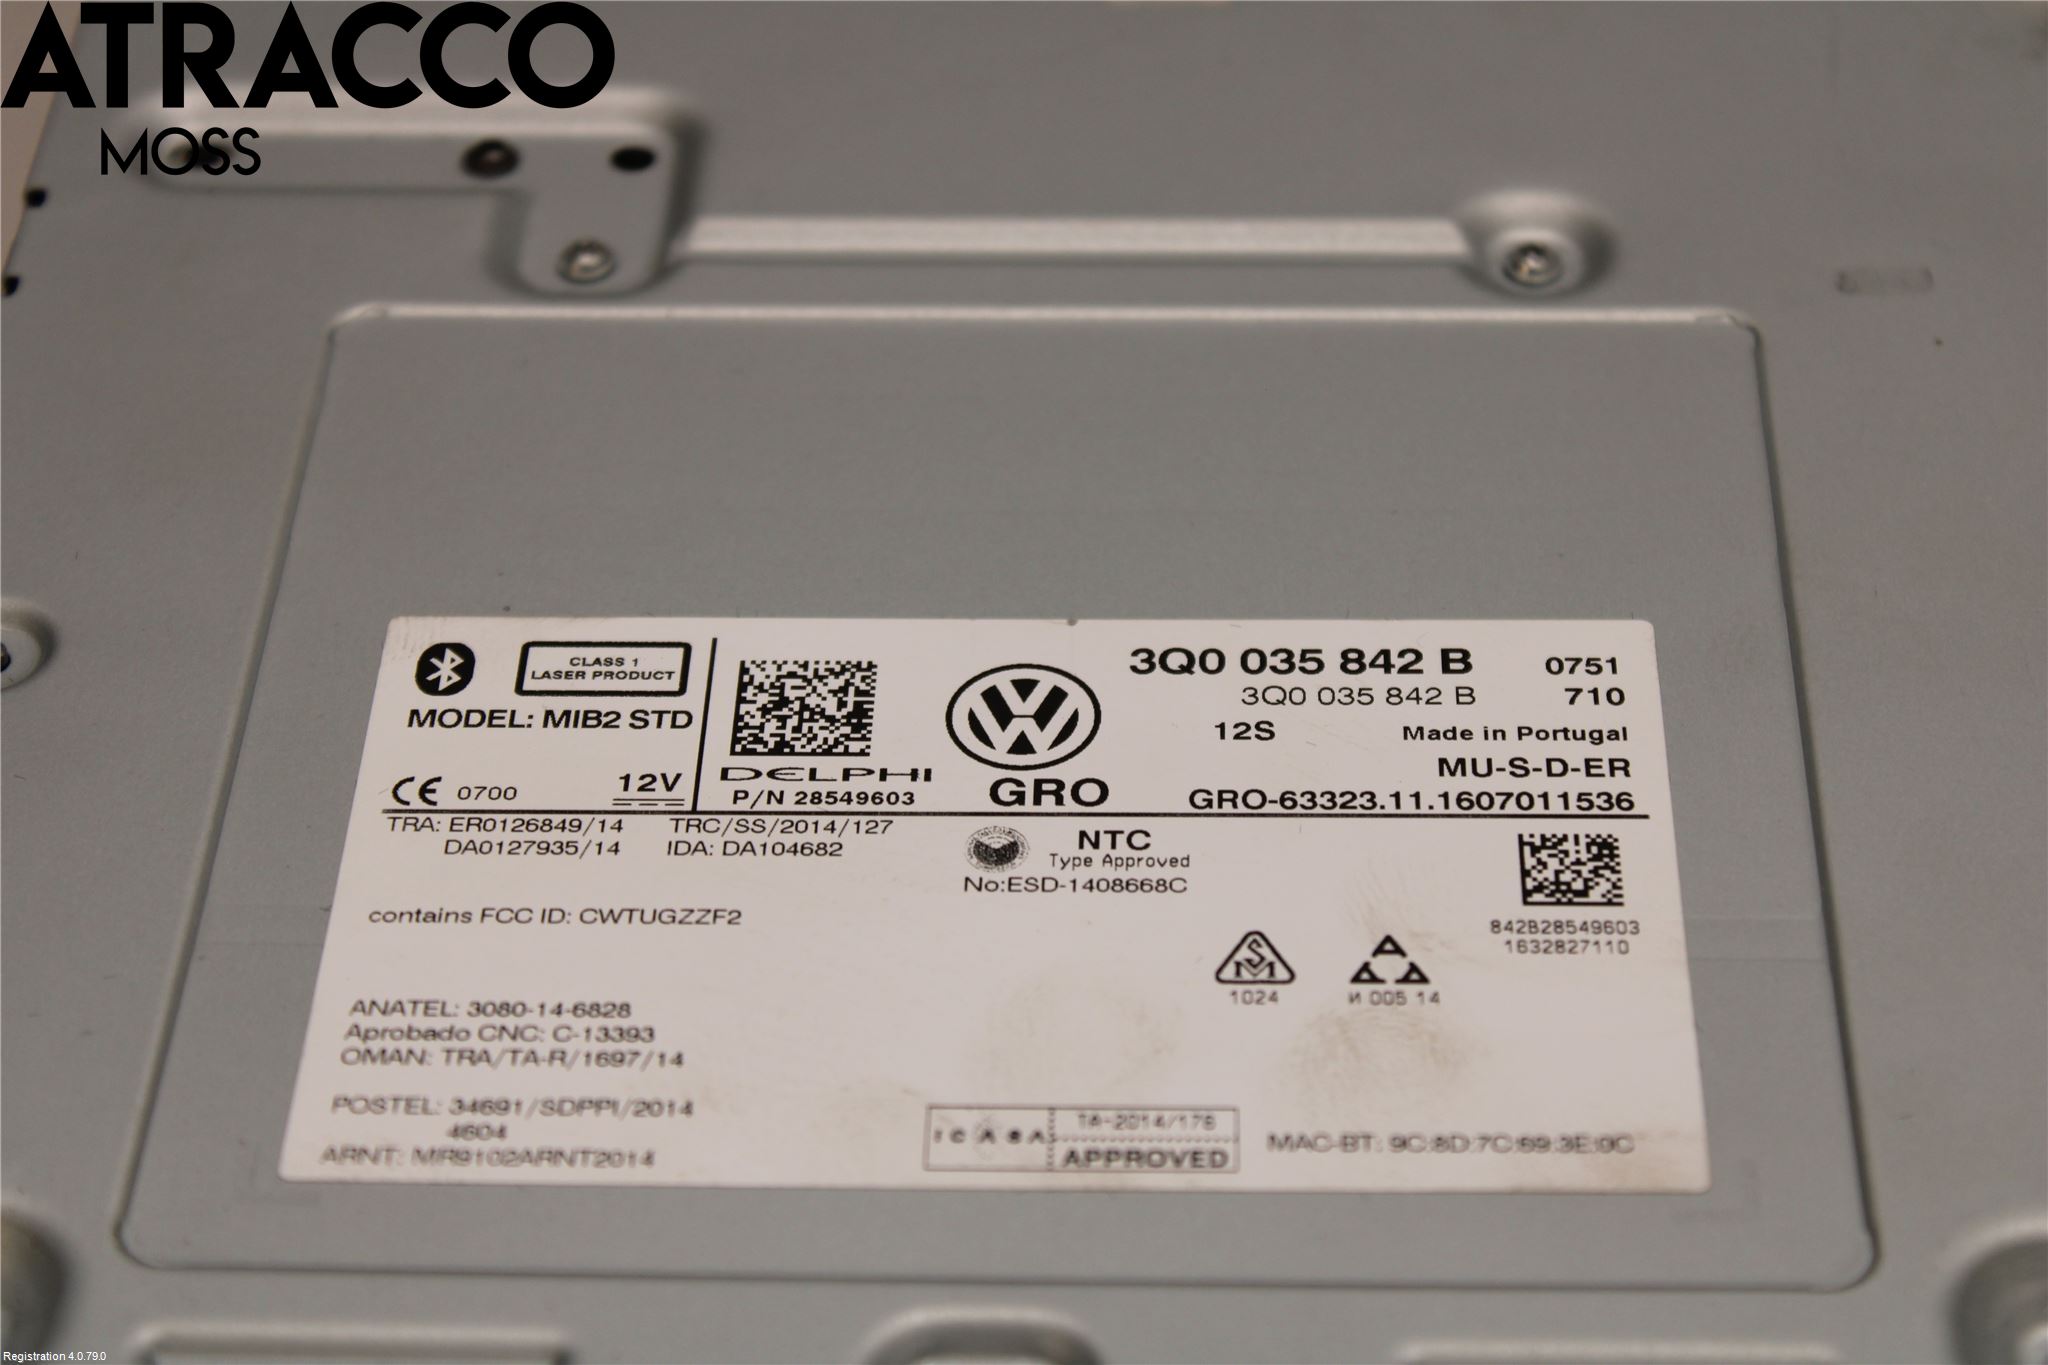 ATRACCO
MOSS
CLASS 1
LASER PRODUCT
MODEL: MIB2 STD
CE 0700
12V
DELPHI
P/N 28549603
GRO
3Q0 035 842 B 0751
3Q0 035 842 B 710
12S Made in Portugal
MU-S-D-ER
GRO-63323.11.1607011536
TRA: ER0126849/14 TRC/SS/2014/127
DA0127935/14 IDA: DA104682
NTC
Type Approved
No:ESD-1408668C
contains FCC ID: CWTUGZZF2
842B28549603
1632827110
1024
И 005 14
ANATEL: 3080-14-6828
Aprobado CNC: C-13393
OMAN: TRA/TA-R/1697/14
POSTEL: 34691/SDPPI/2014
4604
ARNT: MR9102ARNT2014
ICASA
TA-2014/176
APPROVED
MAC-BT: 9C:8D:7C:69:3E:0C
Registration 4.0.79.0